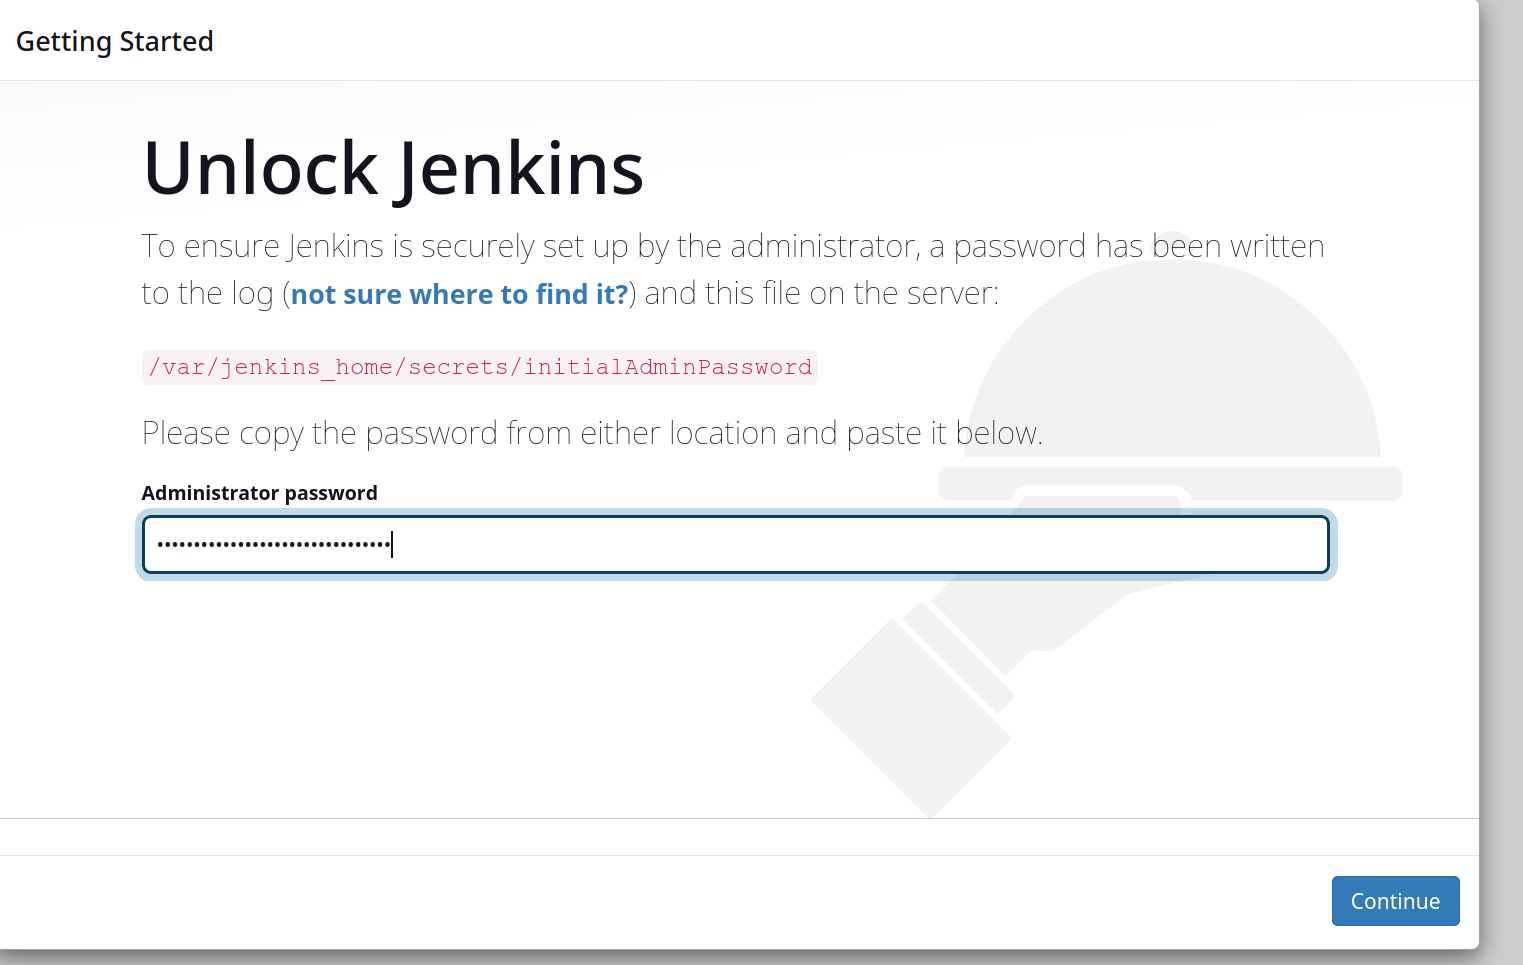 Getting Started
Unlock Jenkins
To ensure Jenkins is securely set up by the administrator, a password has been written
to the log (not sure where to find it?) and this file on the server:
/var/jenkins_home/secrets/initialAdminPassword
Please copy the password from either location and paste it below.
Administrator password
••••••••••••••••••••••••••••••••
Continue